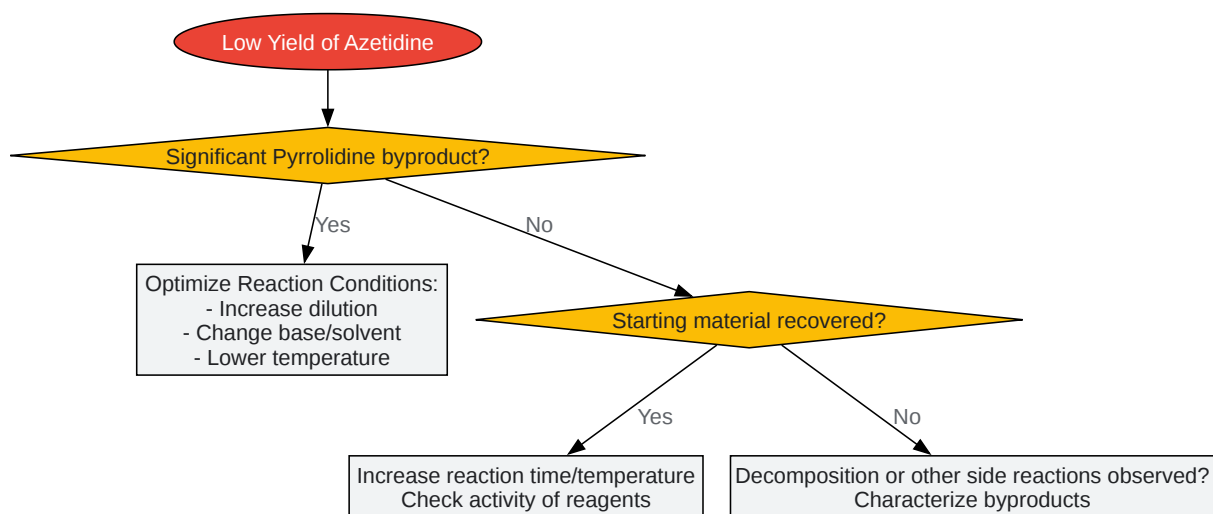 Low Yield of Azetidine
Significant Pyrrolidine byproduct?
Yes
No
Optimize Reaction Conditions:
- Increase dilution
- Change base/solvent
- Lower temperature
Starting material recovered?
Yes
No
Increase reaction time/temperature
Check activity of reagents
Decomposition or other side reactions observed?
Characterize byproducts